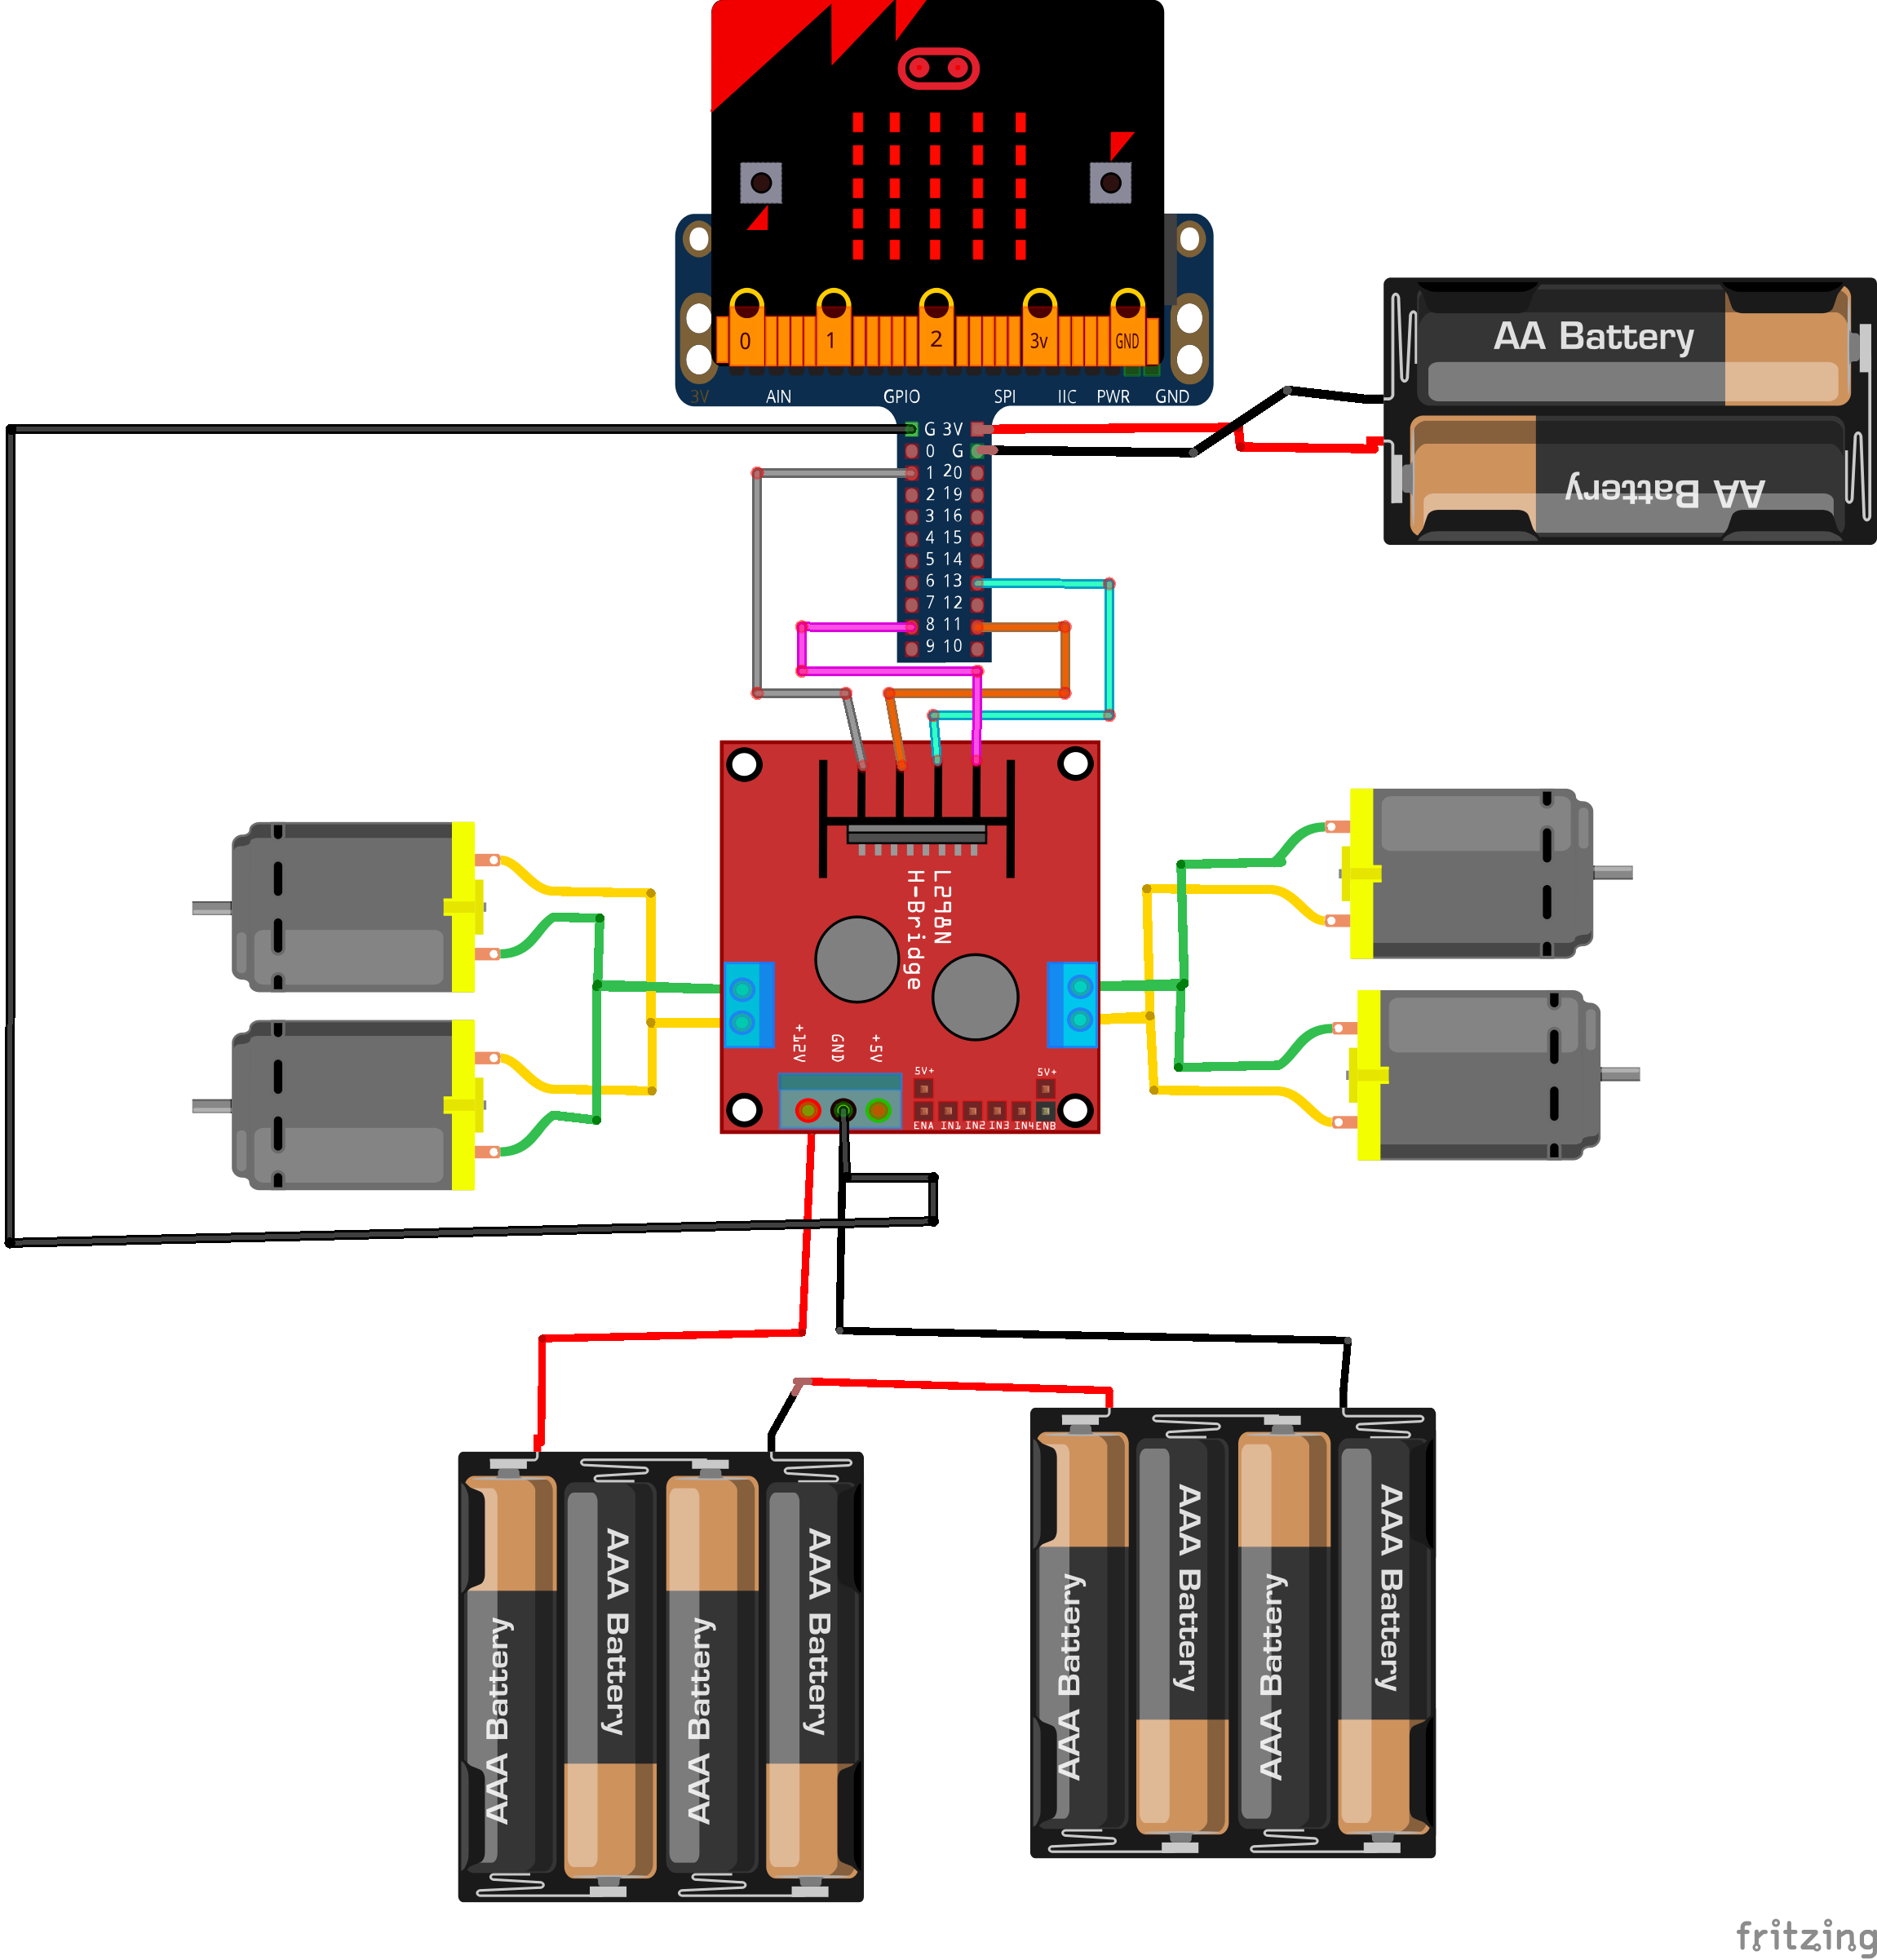 0 1 2 3v GND
3V AIN GPIO SPI IIC PWR GND
G 3V
0 G
1 20
2 19
3 16
4 15
5 14
6 13
7 12
8 11
9 10
AA Battery
AA Battery
L298N
H-Bridge
+12V GND +5V
5V+ 5V+
ENA IN1 IN2 IN3 IN4 ENB
AAA Battery
AAA Battery
AAA Battery
AAA Battery
AAA Battery
AAA Battery
AAA Battery
AAA Battery
fritzing